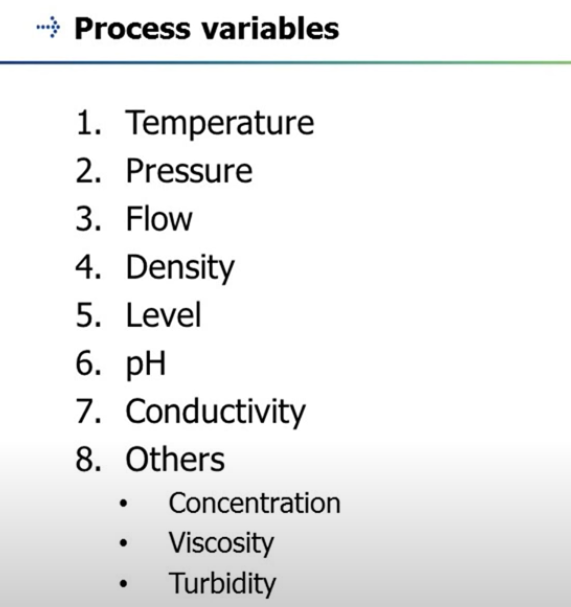 Process variables
1. Temperature
2. Pressure
3. Flow
4. Density
5. Level
6. pH
7. Conductivity
8. Others
• Concentration
• Viscosity
• Turbidity